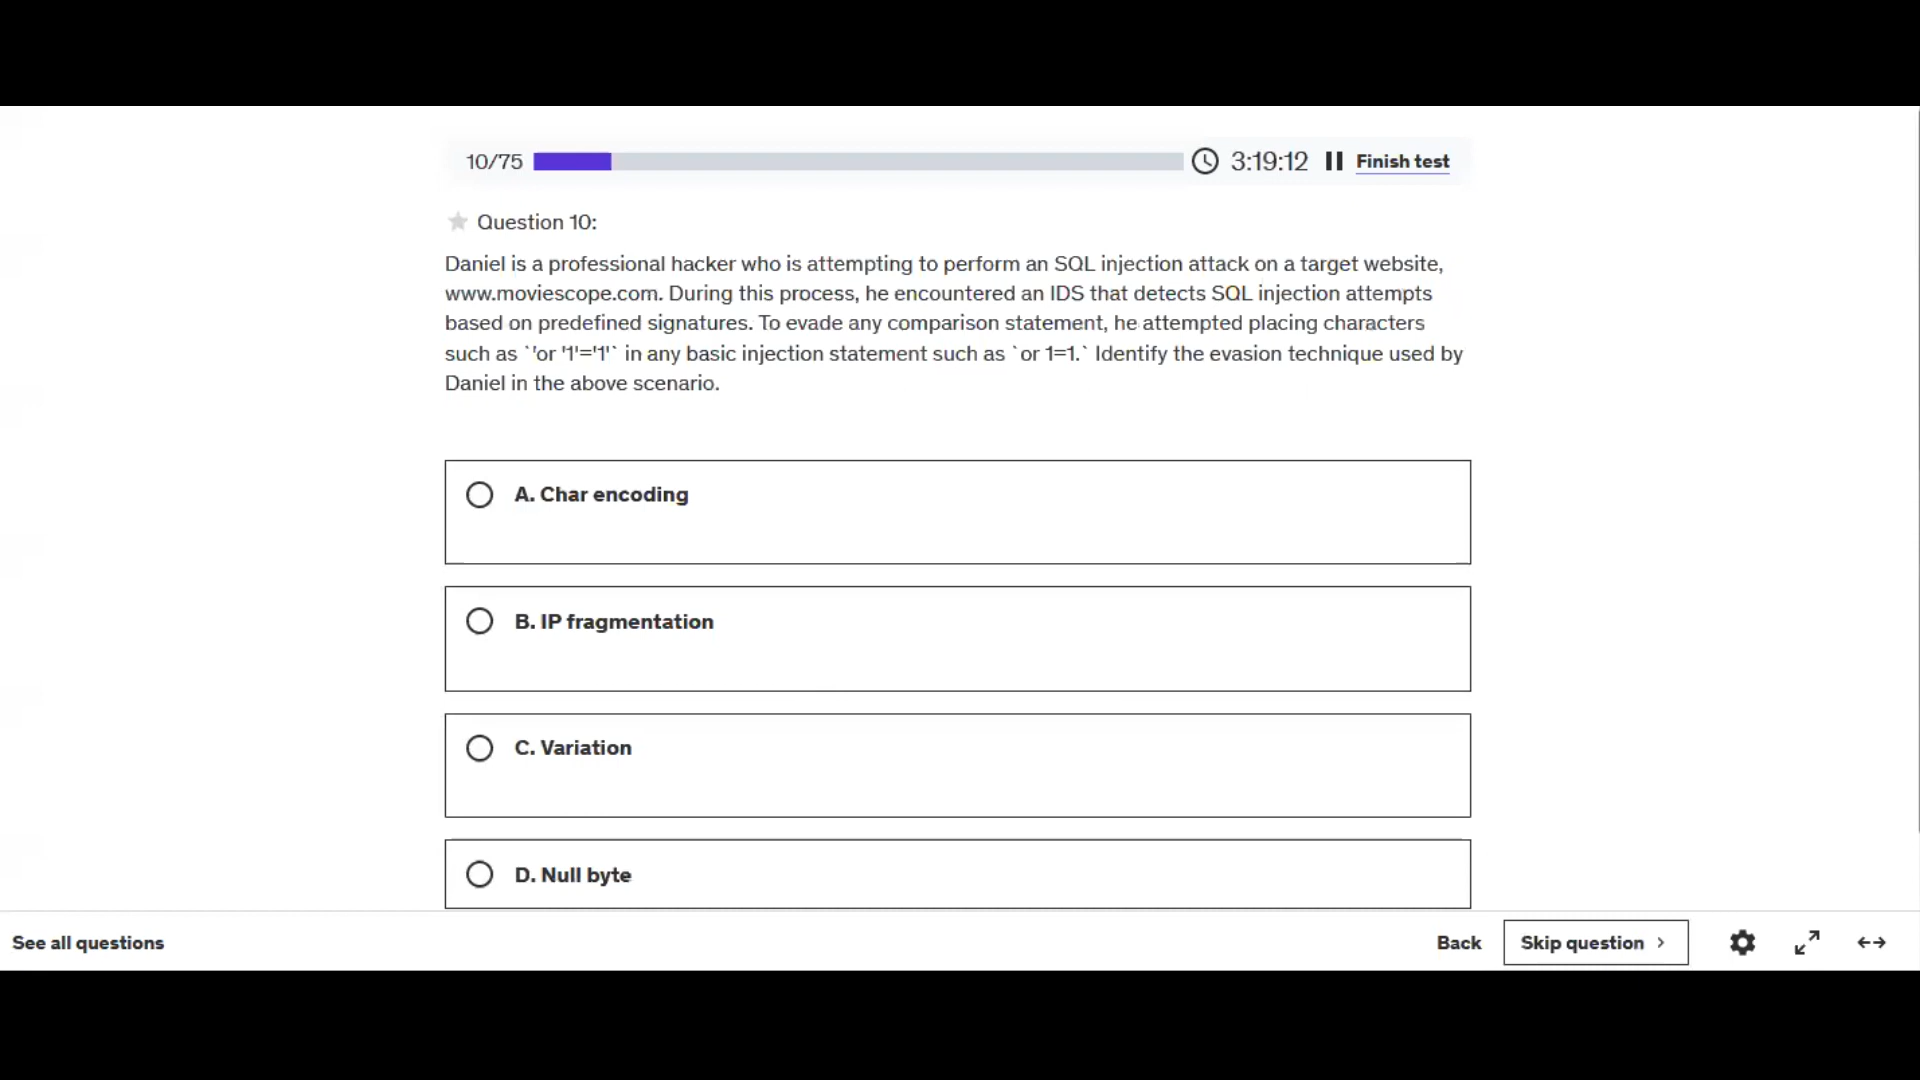 10/75 3:19:12 Finish test
Question 10:
Daniel is a professional hacker who is attempting to perform an SQL injection attack on a target website,
www.moviescope.com. During this process, he encountered an IDS that detects SQL injection attempts
based on predefined signatures. To evade any comparison statement, he attempted placing characters
such as `'or '1'='1'` in any basic injection statement such as `or 1=1.` Identify the evasion technique used by
Daniel in the above scenario.
A. Char encoding
B. IP fragmentation
C. Variation
D. Null byte
See all questions Back Skip question >